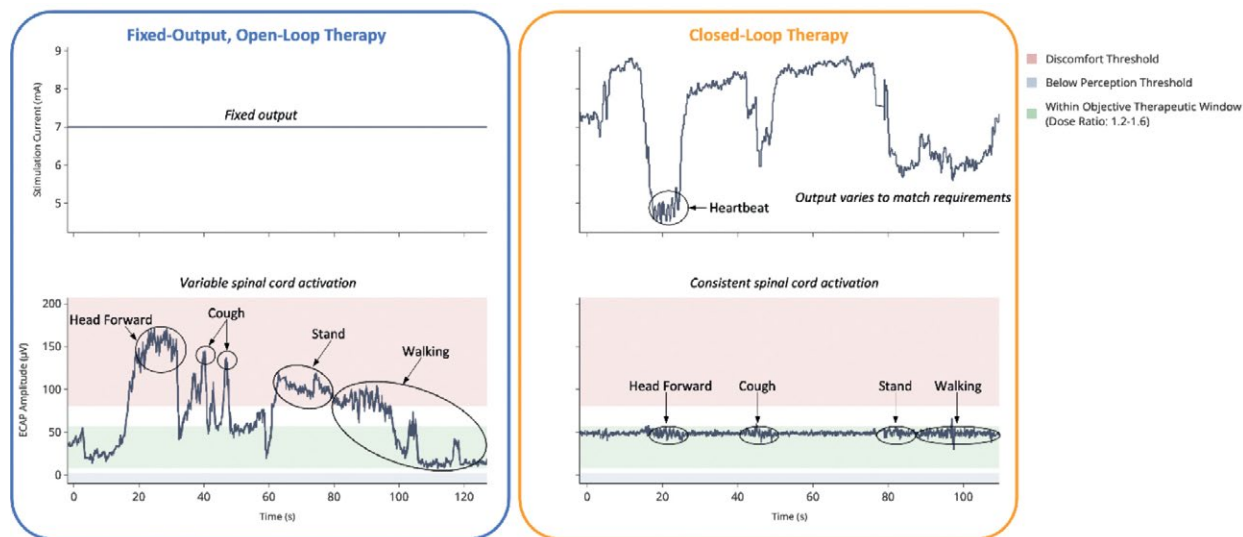 Fixed-Output, Open-Loop Therapy
9
8
7
6
5
Stimulation Current (mA)
Fixed output
Variable spinal cord activation
200
150
100
50
0
ECAP Amplitude (µV)
Head Forward
Cough
Stand
Walking
0 20 40 60 80 100 120
Time (s)
Closed-Loop Therapy
Heartbeat
Output varies to match requirements
Consistent spinal cord activation
Head Forward
Cough
Stand
Walking
0 20 40 60 80 100
Time (s)
Discomfort Threshold
Below Perception Threshold
Within Objective Therapeutic Window
(Dose Ratio: 1.2-1.6)